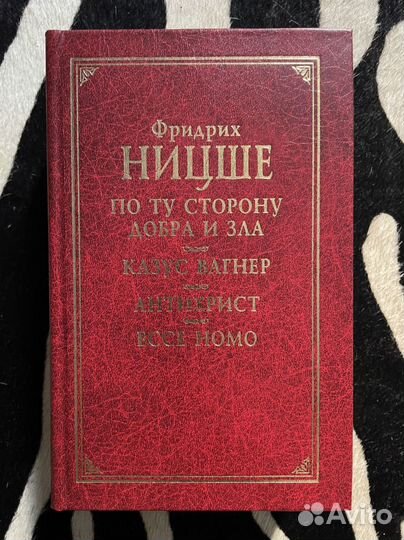 Фридрих
НИЦШЕ
ПО ТУ СТОРОНУ
ДОБРА И ЗЛА
КАЗУС ВАГНЕР
АНТИХРИСТ
ECCE HOMO
Avito